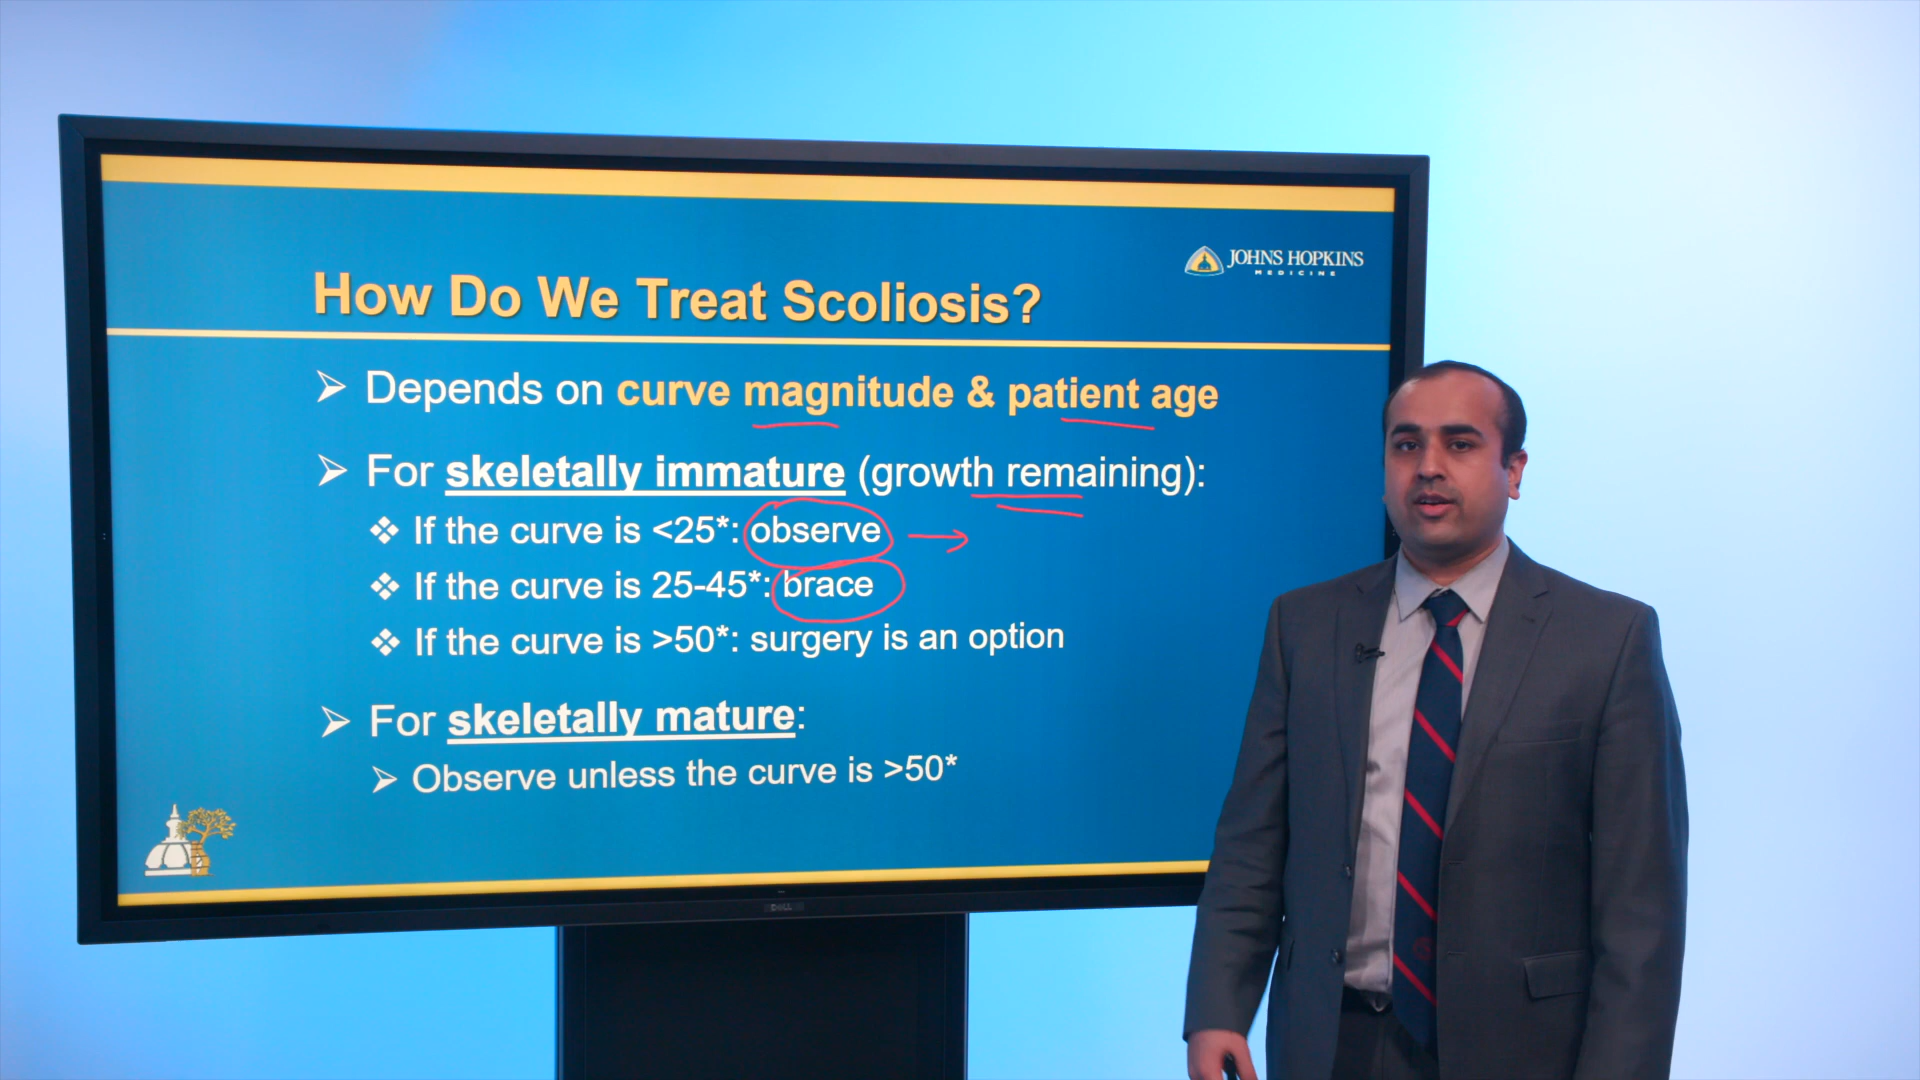 JOHNS HOPKINS
MEDICINE
How Do We Treat Scoliosis?
➢ Depends on curve magnitude & patient age
➢ For skeletally immature (growth remaining):
❖ If the curve is <25*: observe →
❖ If the curve is 25-45*: brace
❖ If the curve is >50*: surgery is an option
➢ For skeletally mature:
➢ Observe unless the curve is >50*
DELL